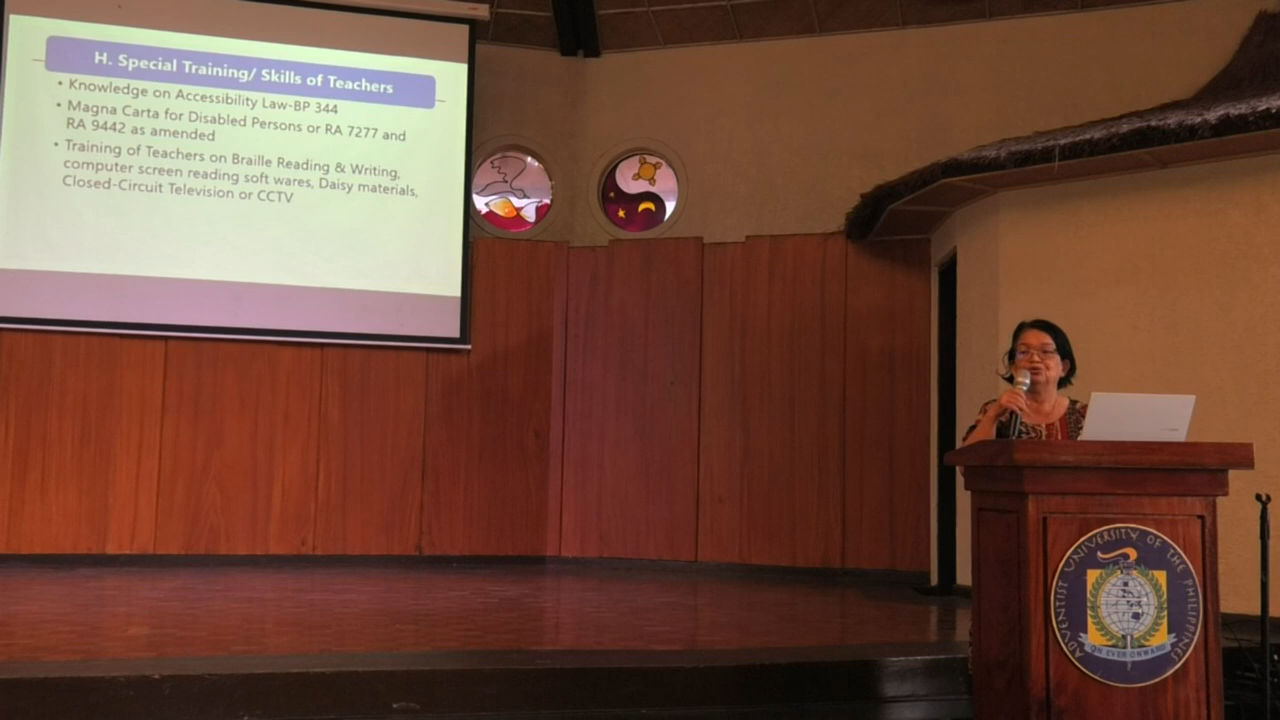 H. Special Training/ Skills of Teachers
• Knowledge on Accessibility Law-BP 344
• Magna Carta for Disabled Persons or RA 7277 and
RA 9442 as amended
• Training of Teachers on Braille Reading & Writing,
computer screen reading soft wares, Daisy materials,
Closed-Circuit Television or CCTV
ADVENTIST UNIVERSITY OF THE PHILIPPINES
ON EVER ONWARD